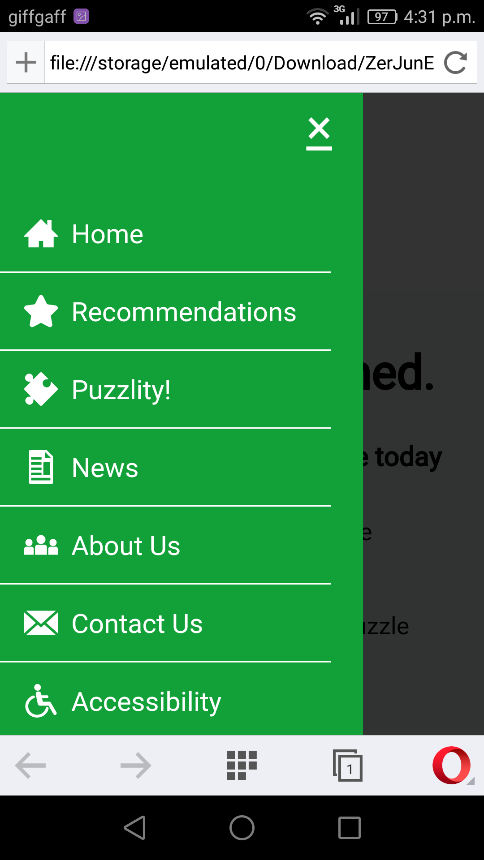 giffgaff 3G 97 4:31 p.m.
file:///storage/emulated/0/Download/ZerJunE
Home
Recommendations
ned.
Puzzlity!
e today
News
e
About Us
Contact Us
uzzle
Accessibility
1